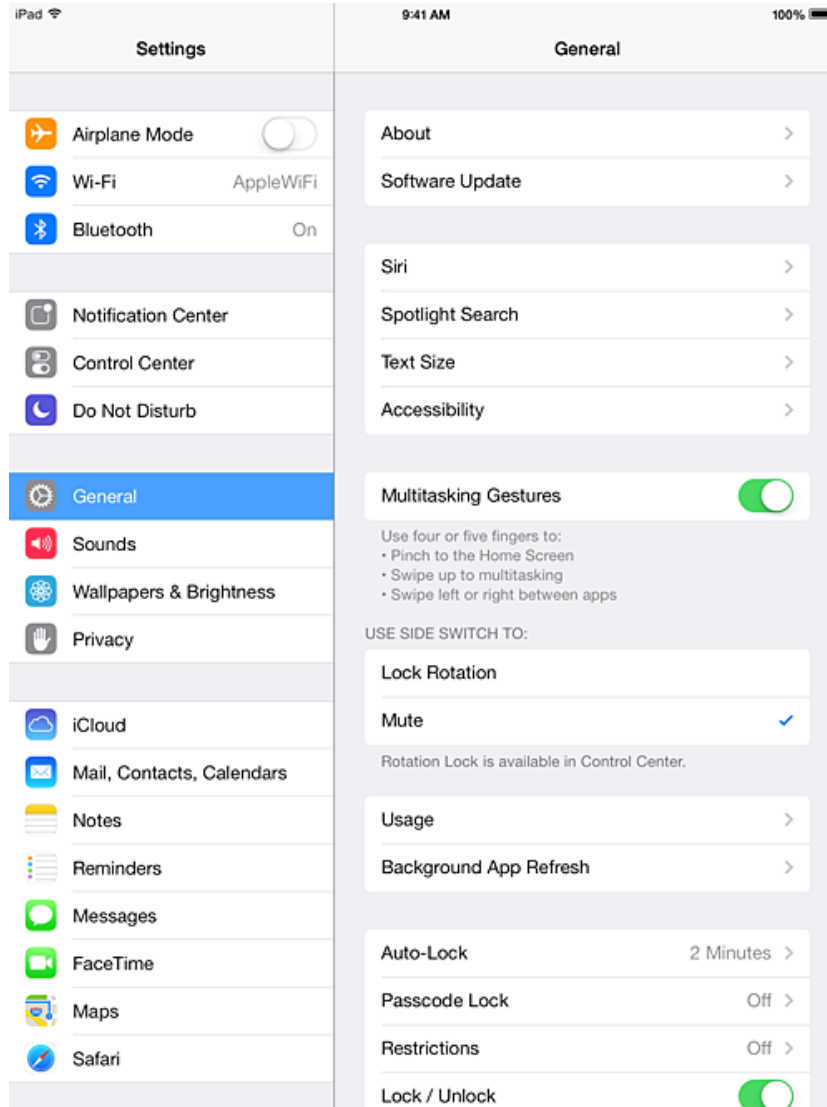 iPad 9:41 AM 100%
Settings
Airplane Mode
Wi-Fi AppleWiFi
Bluetooth On
Notification Center
Control Center
Do Not Disturb
General
Sounds
Wallpapers & Brightness
Privacy
iCloud
Mail, Contacts, Calendars
Notes
Reminders
Messages
FaceTime
Maps
Safari
General
About
Software Update
Siri
Spotlight Search
Text Size
Accessibility
Multitasking Gestures
Use four or five fingers to:
• Pinch to the Home Screen
• Swipe up to multitasking
• Swipe left or right between apps
USE SIDE SWITCH TO:
Lock Rotation
Mute
Rotation Lock is available in Control Center.
Usage
Background App Refresh
Auto-Lock 2 Minutes
Passcode Lock Off
Restrictions Off
Lock / Unlock